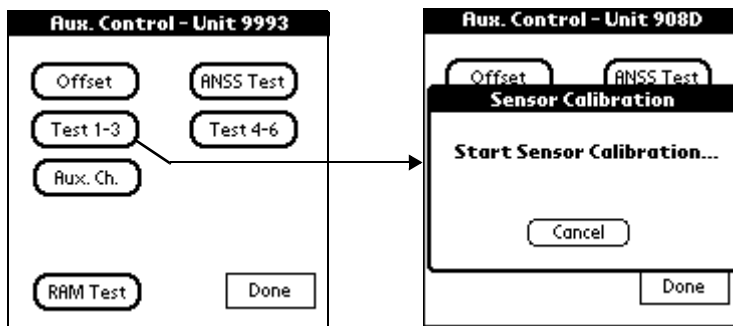 Aux. Control - Unit 9993
Offset
ANSS Test
Test 1-3
Test 4-6
Aux. Ch.
RAM Test
Done
Aux. Control - Unit 908D
Offset
ANSS Test
Sensor Calibration
Start Sensor Calibration...
Cancel
Done